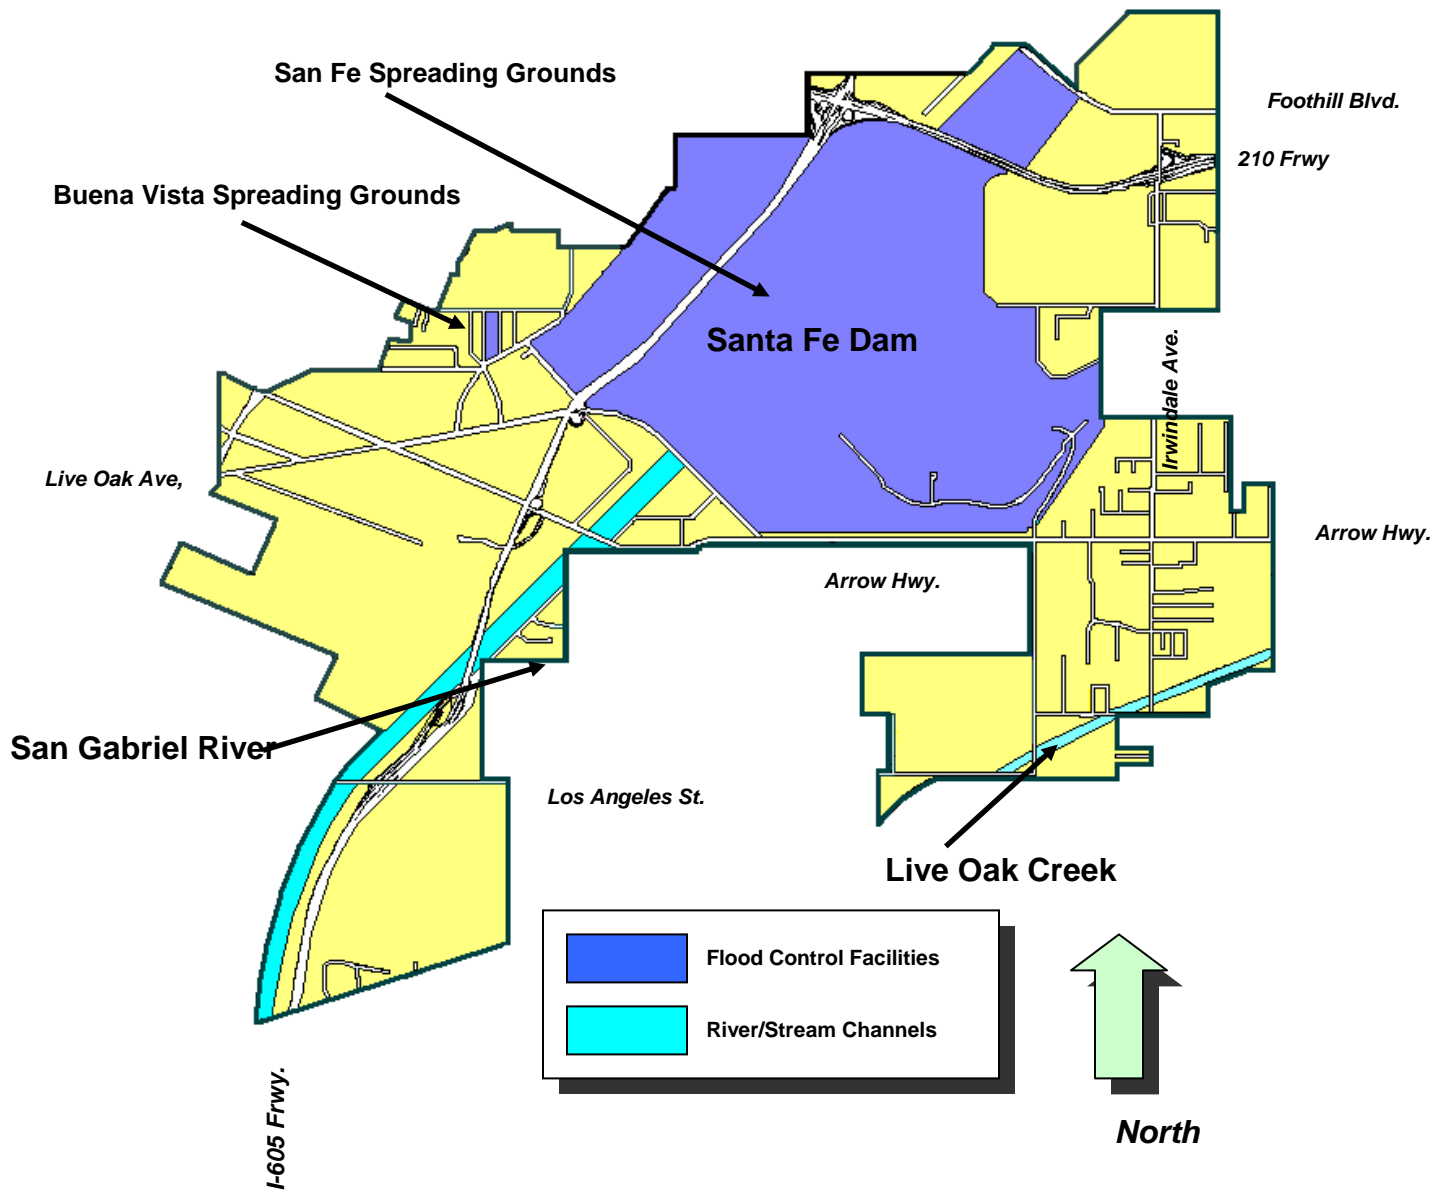 San Fe Spreading Grounds
Foothill Blvd.
210 Frwy
Buena Vista Spreading Grounds
Santa Fe Dam
Irwindale Ave.
Live Oak Ave,
Arrow Hwy.
Arrow Hwy.
San Gabriel River
Los Angeles St.
Live Oak Creek
Flood Control Facilities
River/Stream Channels
I-605 Frwy.
North